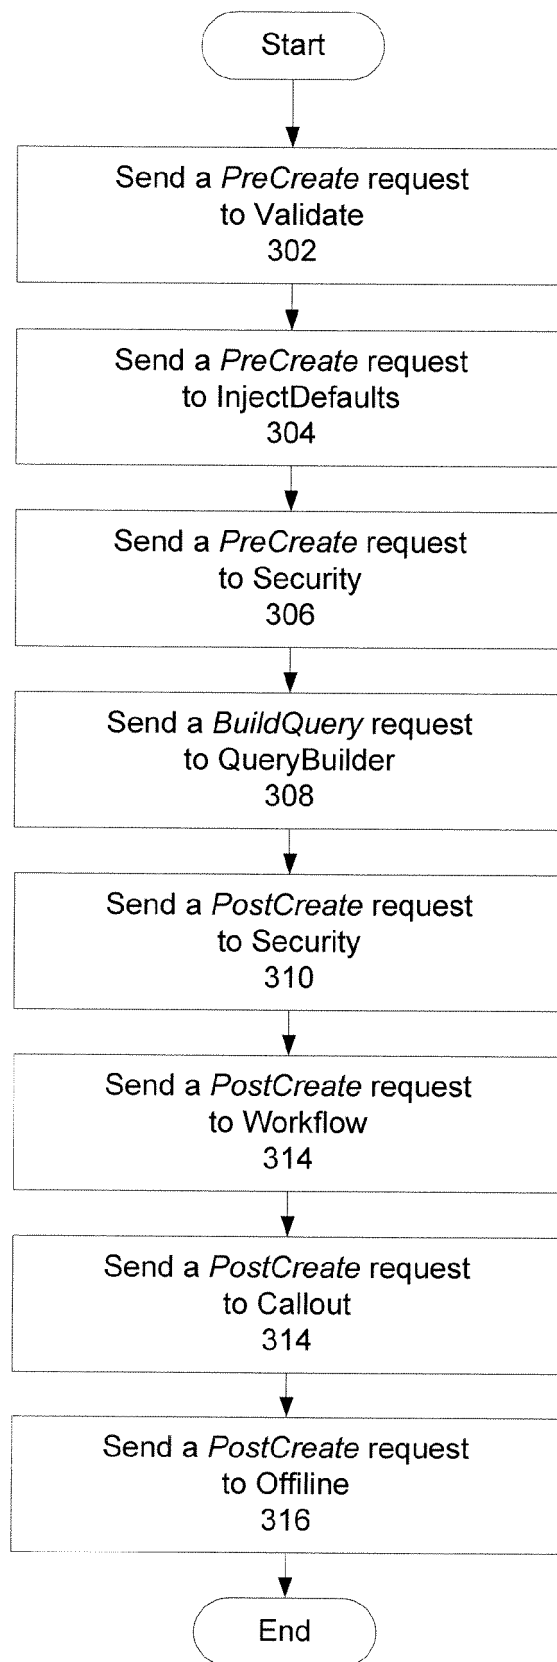 Start
Send a PreCreate request
to Validate
302
Send a PreCreate request
to InjectDefaults
304
Send a PreCreate request
to Security
306
Send a BuildQuery request
to QueryBuilder
308
Send a PostCreate request
to Security
310
Send a PostCreate request
to Workflow
314
Send a PostCreate request
to Callout
314
Send a PostCreate request
to Offiline
316
End